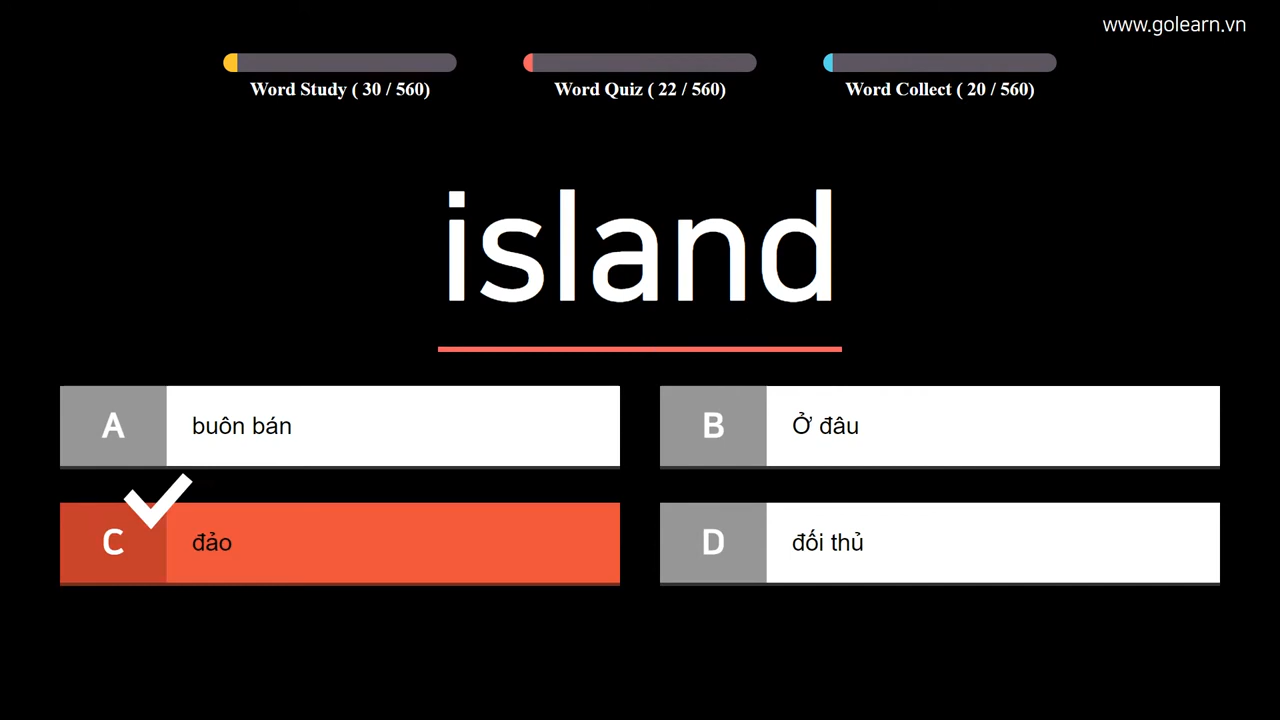 www.golearn.vn
Word Study ( 30 / 560)
Word Quiz ( 22 / 560)
Word Collect ( 20 / 560)
island
A buôn bán
B Ở đâu
C đảo
D đối thủ